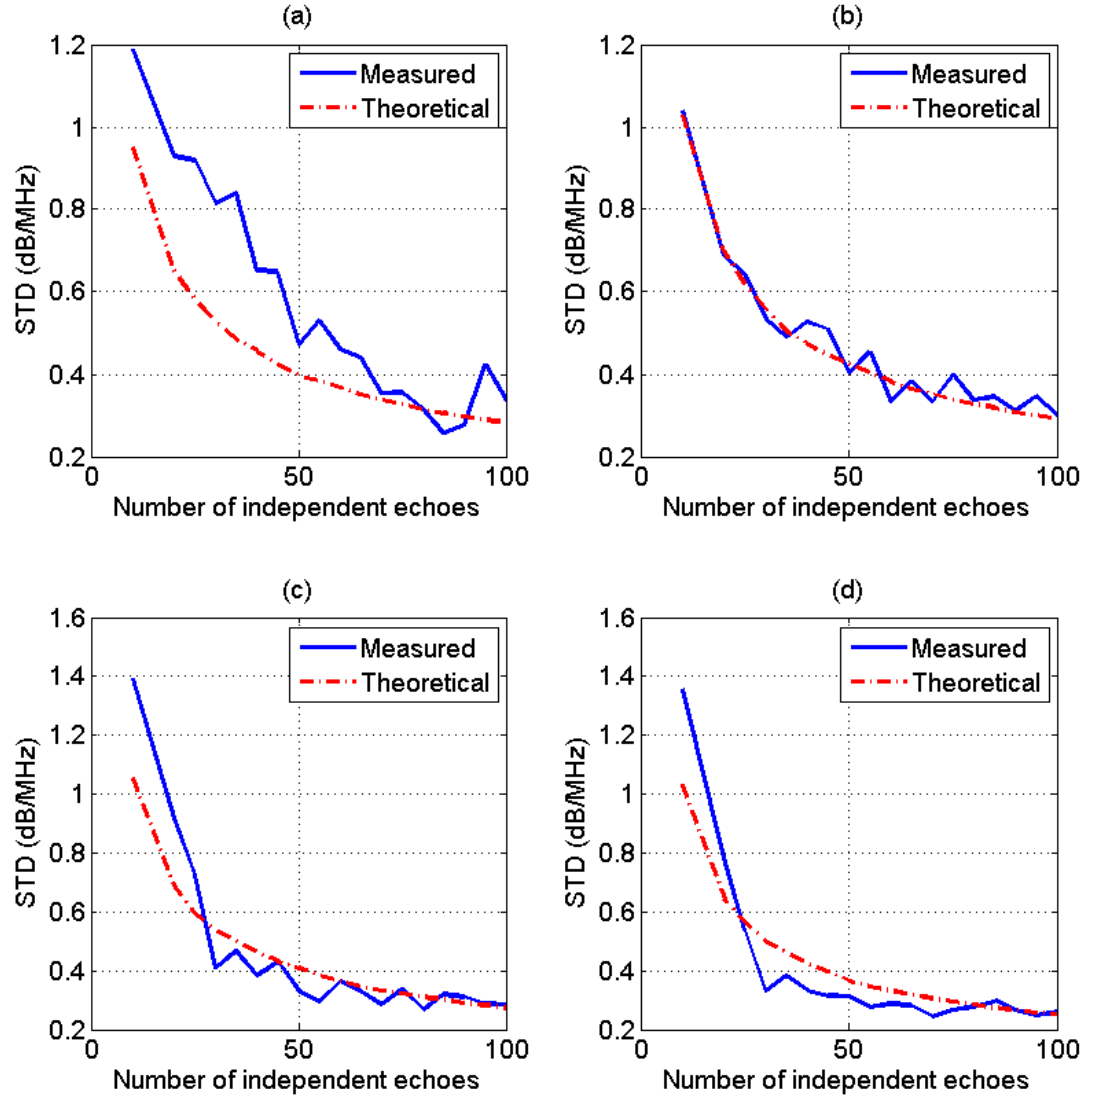 (a)
1.2
1
0.8
0.6
0.4
0.2
0
50
100
STD (dB/MHz)
Number of independent echoes
Measured
Theoretical
(b)
1.2
1
0.8
0.6
0.4
0.2
0
50
100
STD (dB/MHz)
Number of independent echoes
Measured
Theoretical
(c)
1.6
1.4
1.2
1
0.8
0.6
0.4
0.2
0
50
100
STD (dB/MHz)
Number of independent echoes
Measured
Theoretical
(d)
1.6
1.4
1.2
1
0.8
0.6
0.4
0.2
0
50
100
STD (dB/MHz)
Number of independent echoes
Measured
Theoretical